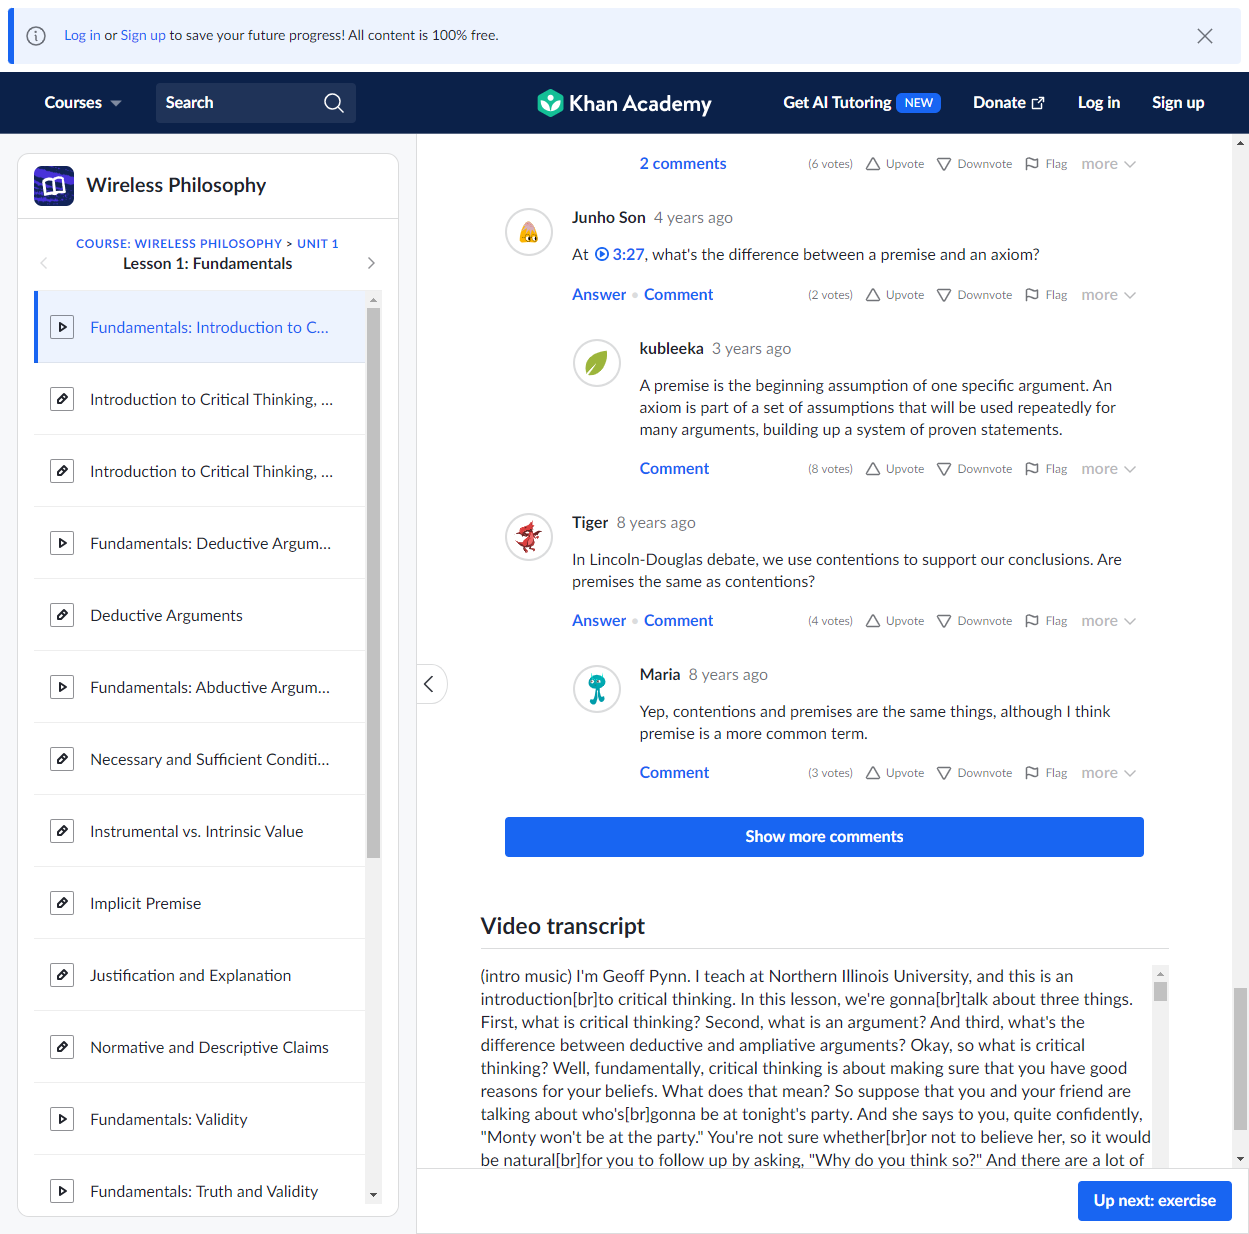 Log in or Sign up to save your future progress! All content is 100% free.
Courses
Search
Khan Academy
Get AI Tutoring NEW
Donate
Log in
Sign up
Wireless Philosophy
COURSE: WIRELESS PHILOSOPHY > UNIT 1
Lesson 1: Fundamentals
Fundamentals: Introduction to C...
Introduction to Critical Thinking, ...
Introduction to Critical Thinking, ...
Fundamentals: Deductive Argum...
Deductive Arguments
Fundamentals: Abductive Argum...
Necessary and Sufficient Conditi...
Instrumental vs. Intrinsic Value
Implicit Premise
Justification and Explanation
Normative and Descriptive Claims
Fundamentals: Validity
Fundamentals: Truth and Validity
2 comments (6 votes) Upvote Downvote Flag more
Junho Son 4 years ago
At 3:27, what's the difference between a premise and an axiom?
Answer • Comment (2 votes) Upvote Downvote Flag more
kubleeka 3 years ago
A premise is the beginning assumption of one specific argument. An
axiom is part of a set of assumptions that will be used repeatedly for
many arguments, building up a system of proven statements.
Comment (8 votes) Upvote Downvote Flag more
Tiger 8 years ago
In Lincoln-Douglas debate, we use contentions to support our conclusions. Are
premises the same as contentions?
Answer • Comment (4 votes) Upvote Downvote Flag more
Maria 8 years ago
Yep, contentions and premises are the same things, although I think
premise is a more common term.
Comment (3 votes) Upvote Downvote Flag more
Show more comments
Video transcript
(intro music) I'm Geoff Pynn. I teach at Northern Illinois University, and this is an
introduction[br]to critical thinking. In this lesson, we're gonna[br]talk about three things.
First, what is critical thinking? Second, what is an argument? And third, what's the
difference between deductive and ampliative arguments? Okay, so what is critical
thinking? Well, fundamentally, critical thinking is about making sure that you have good
reasons for your beliefs. What does that mean? So suppose that you and your friend are
talking about who's[br]gonna be at tonight's party. And she says to you, quite confidently,
"Monty won't be at the party." You're not sure whether[br]or not to believe her, so it would
be natural[br]for you to follow up by asking, "Why do you think so?" And there are a lot of
Up next: exercise